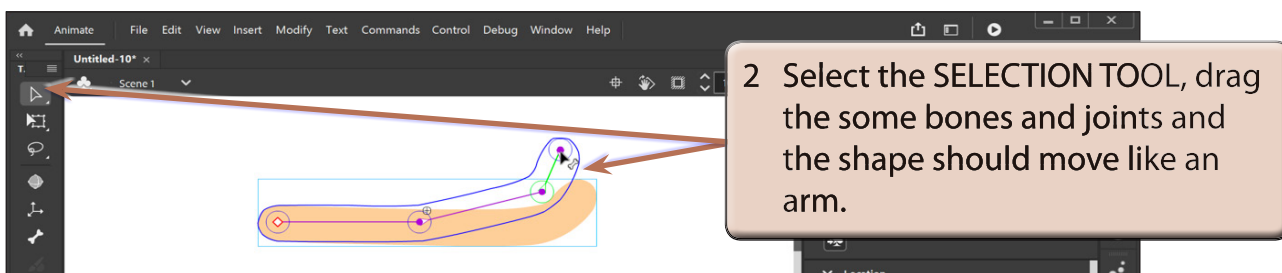 Animate File Edit View Insert Modify Text Commands Control Debug Window Help
Untitled-10* ×
T.
Scene 1
2 Select the SELECTION TOOL, drag
the some bones and joints and
the shape should move like an
arm.